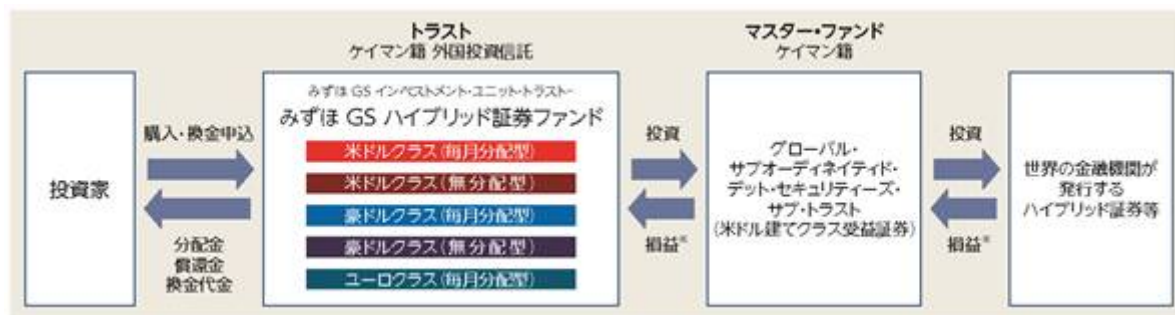 トラスト
ケイマン籍 外国投資信託
マスター・ファンド
ケイマン籍
投資家
購入・換金申込
分配金
償還金
換金代金
みずほ GS インベストメント・ユニット・トラスト-
みずほ GS ハイブリッド証券ファンド
米ドルクラス(毎月分配型)
米ドルクラス(無分配型)
豪ドルクラス(毎月分配型)
豪ドルクラス(無分配型)
ユーロクラス(毎月分配型)
投資
損益※
グローバル・
サブオーディネイティド・
デット・セキュリティーズ・
サブ・トラスト
(米ドル建てクラス受益証券)
投資
損益※
世界の金融機関が
発行する
ハイブリッド証券等